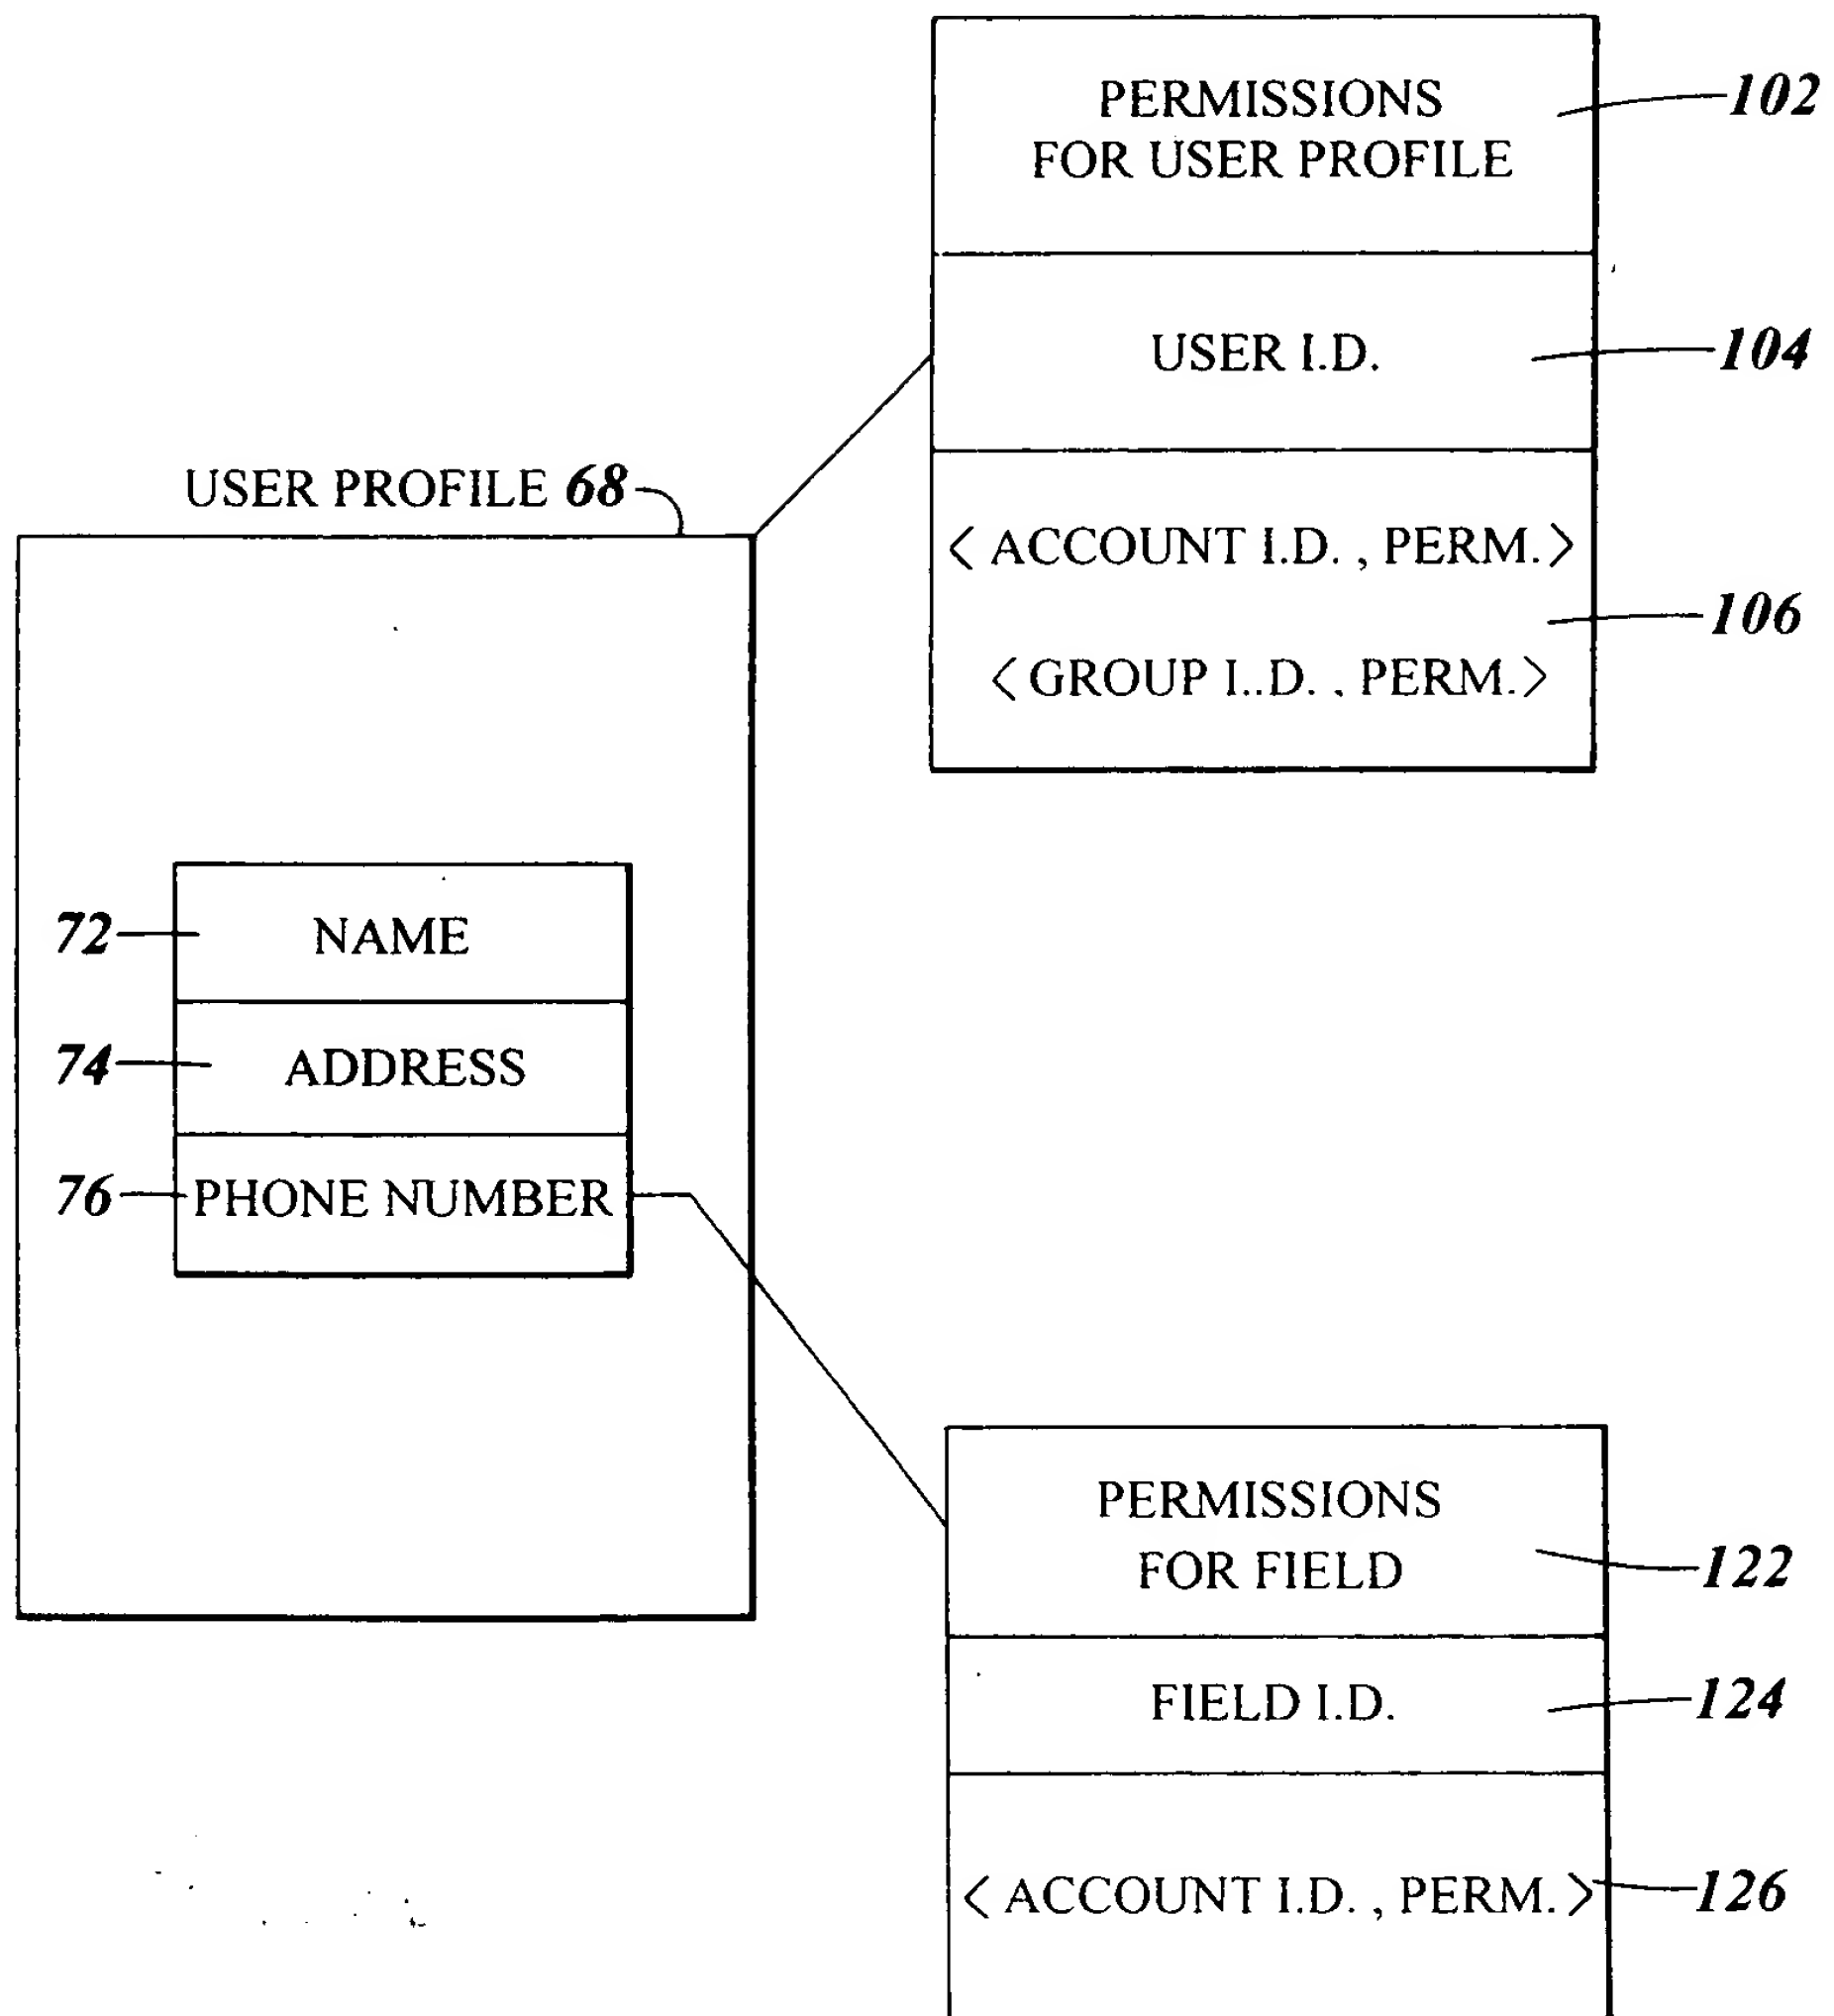 PERMISSIONS
FOR USER PROFILE
102
USER I.D.
104
< ACCOUNT I.D. , PERM.>
106
< GROUP I..D. , PERM.>
USER PROFILE 68
72 NAME
74 ADDRESS
76 PHONE NUMBER
PERMISSIONS
FOR FIELD
122
FIELD I.D.
124
< ACCOUNT I.D. , PERM. >
126